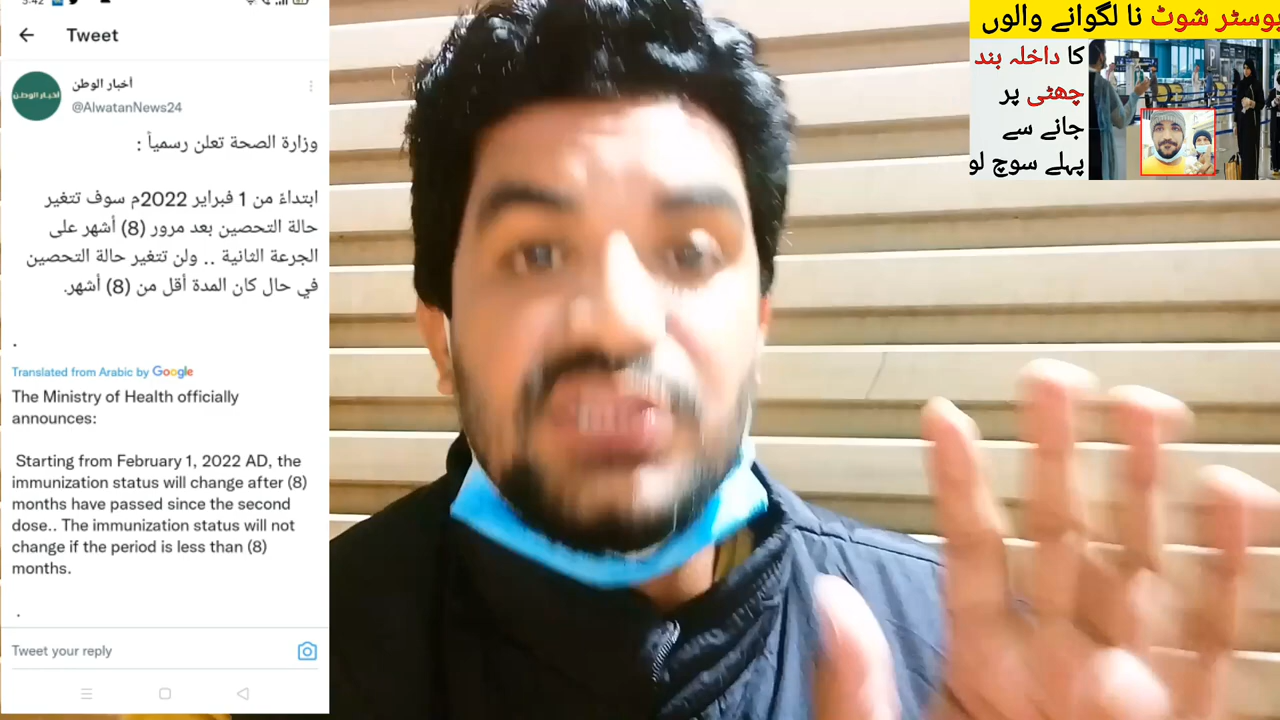 Tweet
أخبار الوطن
أخبار الوطن
@AlwatanNews24
وزارة الصحة تعلن رسمياً :
ابتداءً من 1 فبراير 2022م سوف تتغير
حالة التحصين بعد مرور (8) أشهر على
الجرعة الثانية .. ولن تتغير حالة التحصين
في حال كان المدة أقل من (8) أشهر.
.
Translated from Arabic by Google
The Ministry of Health officially
announces:
Starting from February 1, 2022 AD, the
immunization status will change after (8)
months have passed since the second
dose.. The immunization status will not
change if the period is less than (8)
months.
.
Tweet your reply
بوسٹر شوٹ نا لگوانے والوں
کا داخلہ بند
چھٹی پر
جانے سے
پہلے سوچ لو